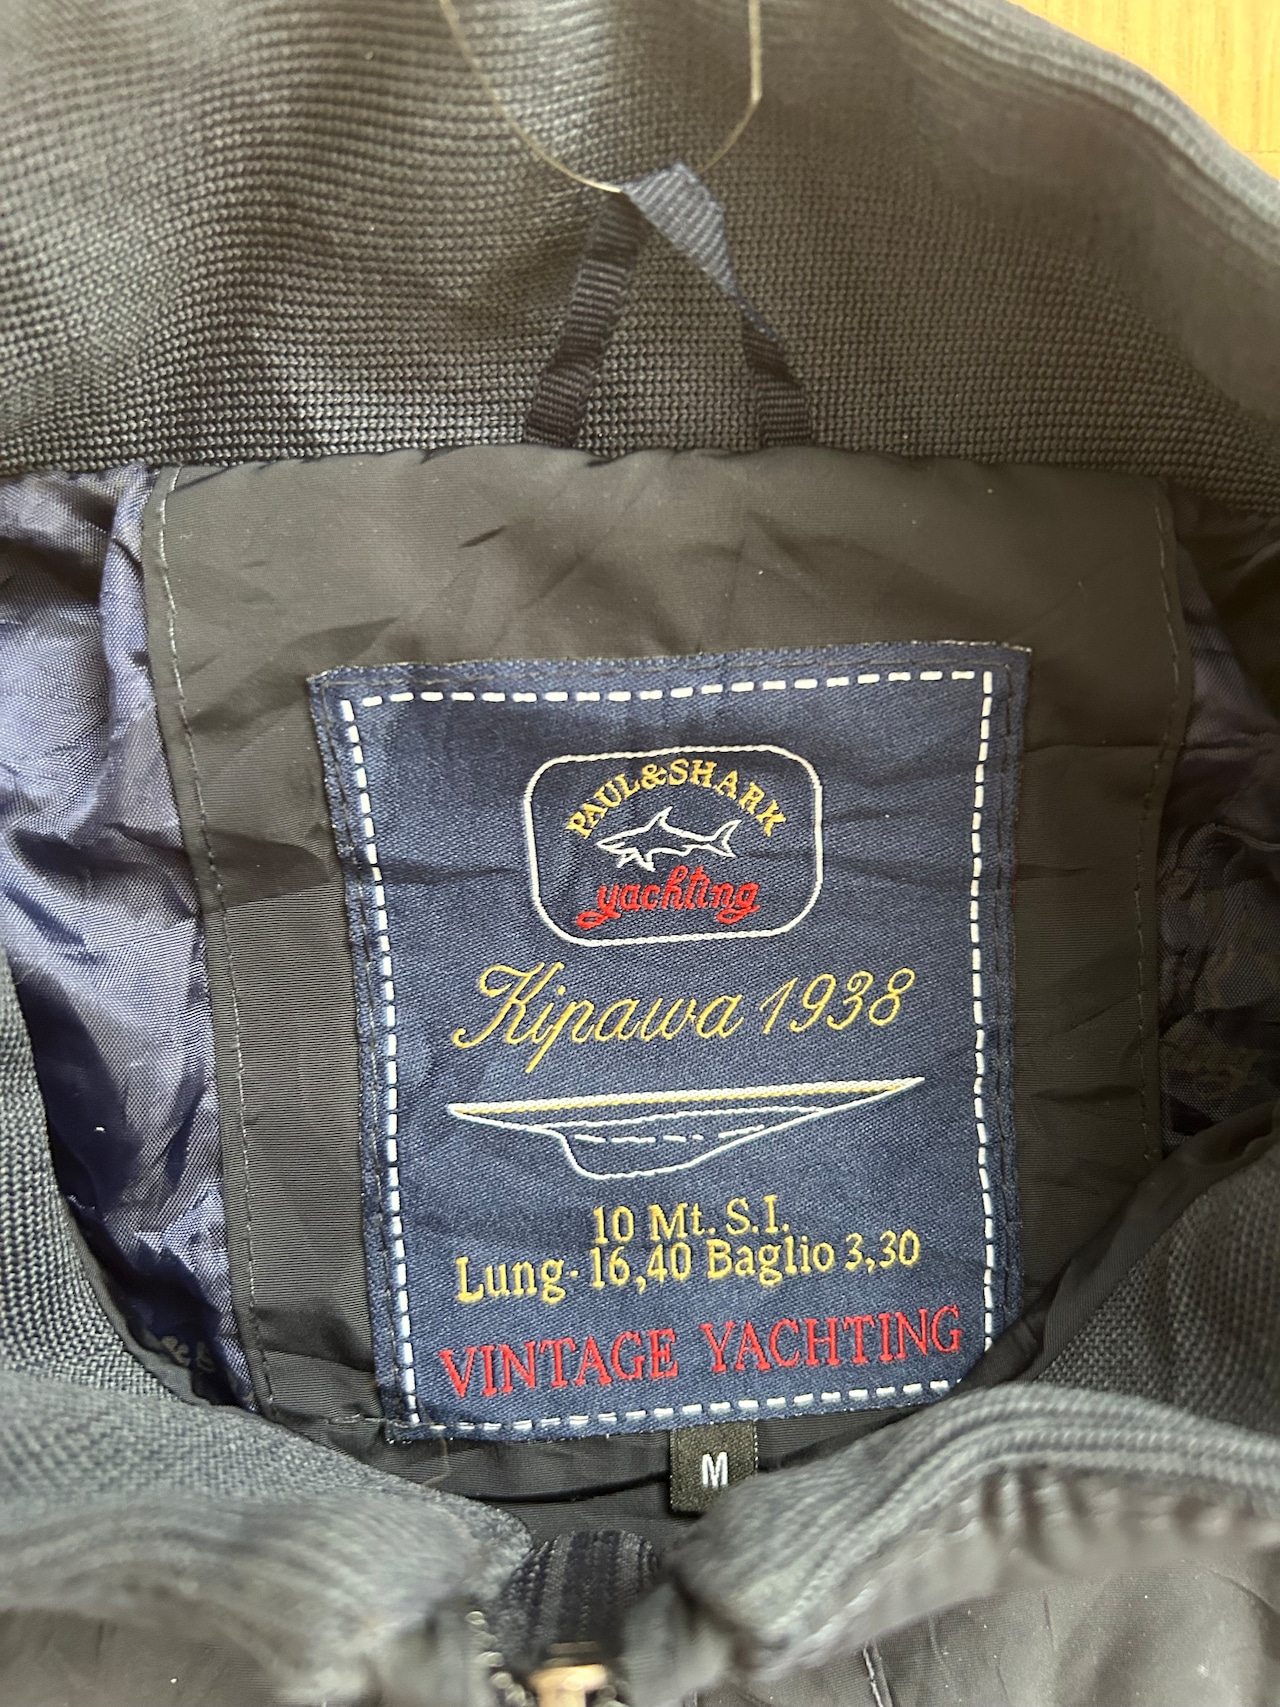 PAUL&SHARK
yachting
Kipawa 1938
10 Mt. S.I.
Lung. 16,40 Baglio 3,30
VINTAGE YACHTING
M